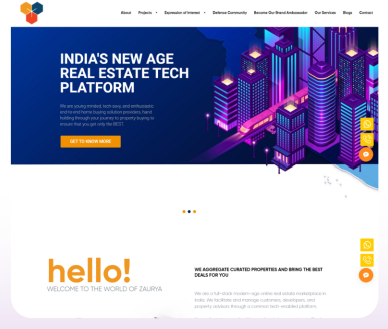 About Projects Expression of Interest Defence Community Become Our Brand Ambassador Our Services Blogs Contact
INDIA'S NEW AGE
REAL ESTATE TECH
PLATFORM
We are young minded, tech easy, and enthusiastic
end to end home buying solution providers, hand
holding through your journey to property buying to
ensure that you get only the BEST!
GET TO KNOW MORE
hello!
WELCOME TO THE WORLD OF ZAURYA
WE AGGREGATE CURATED PROPERTIES AND BRING THE BEST
DEALS FOR YOU
We are a full-stack modern age online real estate marketplace in
India. We facilitate and manage customers, developers, and
property advisors through a common tech-enabled platform.